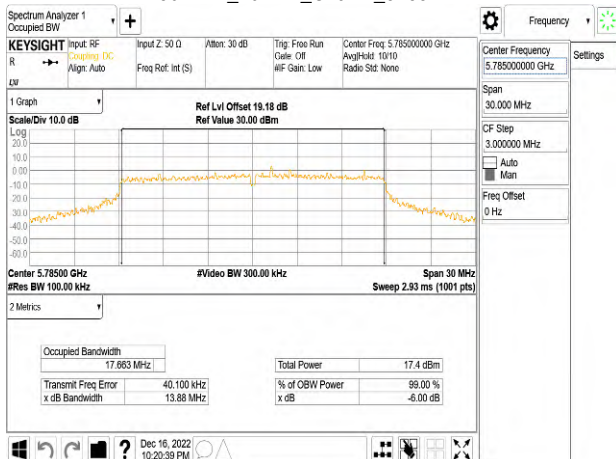 Spectrum Analyzer 1
Occupied BW
KEYSIGHT
R
Input: RF
Coupling: DC
Align: Auto
Input Z: 50 Ω
Freq Ref: Int (S)
Atten: 30 dB
Trig: Free Run
Gate: Off
#IF Gain: Low
Center Freq: 5.785000000 GHz
Avg|Hold: 10/10
Radio Std: None
1 Graph
Scale/Div 10.0 dB
Ref Lvl Offset 19.18 dB
Ref Value 30.00 dBm
Log
20.0
10.0
0.00
-10.0
-20.0
-30.0
-40.0
-50.0
-60.0
Center 5.78500 GHz
#Res BW 100.00 kHz
#Video BW 300.00 kHz
Span 30 MHz
Sweep 2.93 ms (1001 pts)
2 Metrics
Occupied Bandwidth
17.663 MHz
Transmit Freq Error 40.100 kHz
x dB Bandwidth 13.88 MHz
Total Power 17.4 dBm
% of OBW Power 99.00 %
x dB -6.00 dB
Dec 16, 2022
10:20:39 PM
Frequency
Settings
Center Frequency
5.785000000 GHz
Span
30.000 MHz
CF Step
3.000000 MHz
Auto
Man
Freq Offset
0 Hz